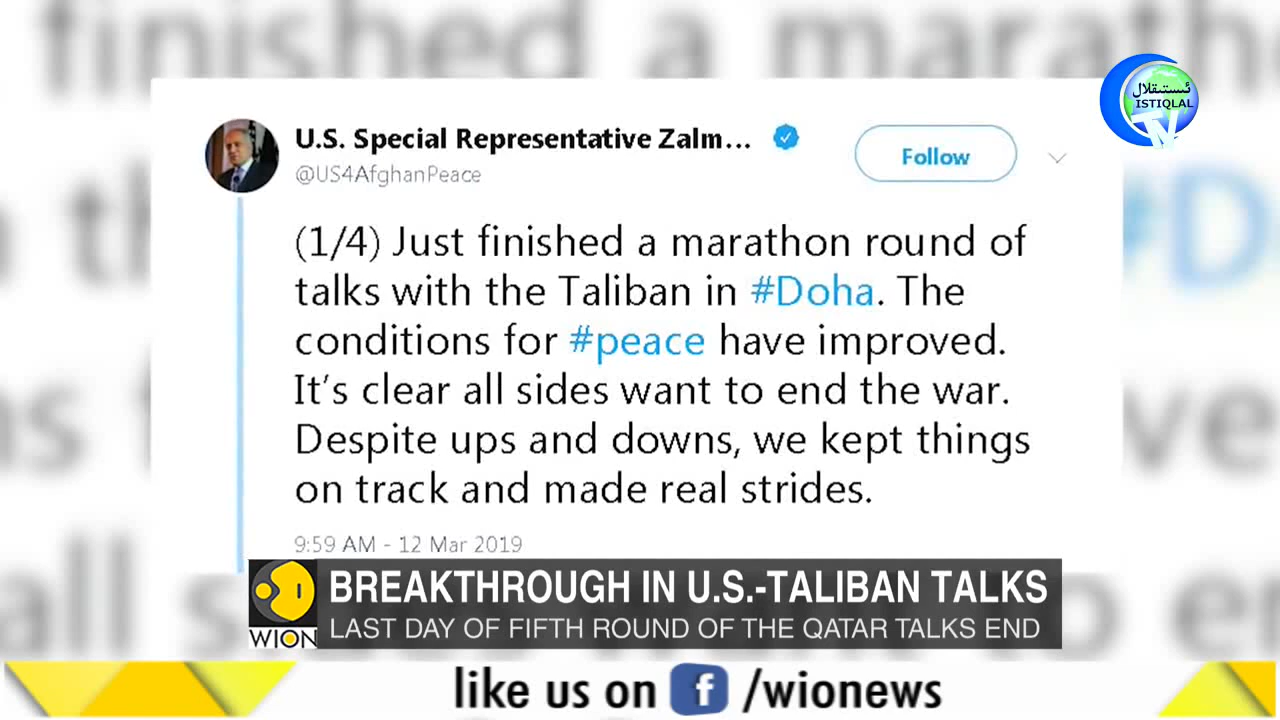 ئىستىقلال
ISTIQLAL
TV
U.S. Special Representative Zalm...
@US4AfghanPeace
Follow
(1/4) Just finished a marathon round of
talks with the Taliban in #Doha. The
conditions for #peace have improved.
It’s clear all sides want to end the war.
Despite ups and downs, we kept things
on track and made real strides.
9:59 AM - 12 Mar 2019
BREAKTHROUGH IN U.S.-TALIBAN TALKS
WION
LAST DAY OF FIFTH ROUND OF THE QATAR TALKS END
like us on f /wionews